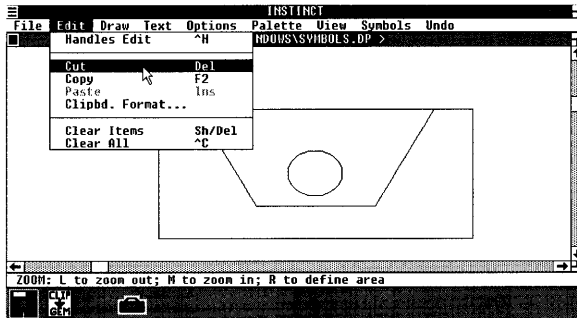 INSTINCT
File Edit Draw Text Options Palette View Symbols Undo
NDOWS\SYMBOLS.DP >
Handles Edit ^H
Cut Del
Copy F2
Paste Ins
Clipbd. Format...
Clear Items Sh/Del
Clear All ^C
ZOOM: L to zoom out; M to zoom in; R to define area
CLIP
GEM